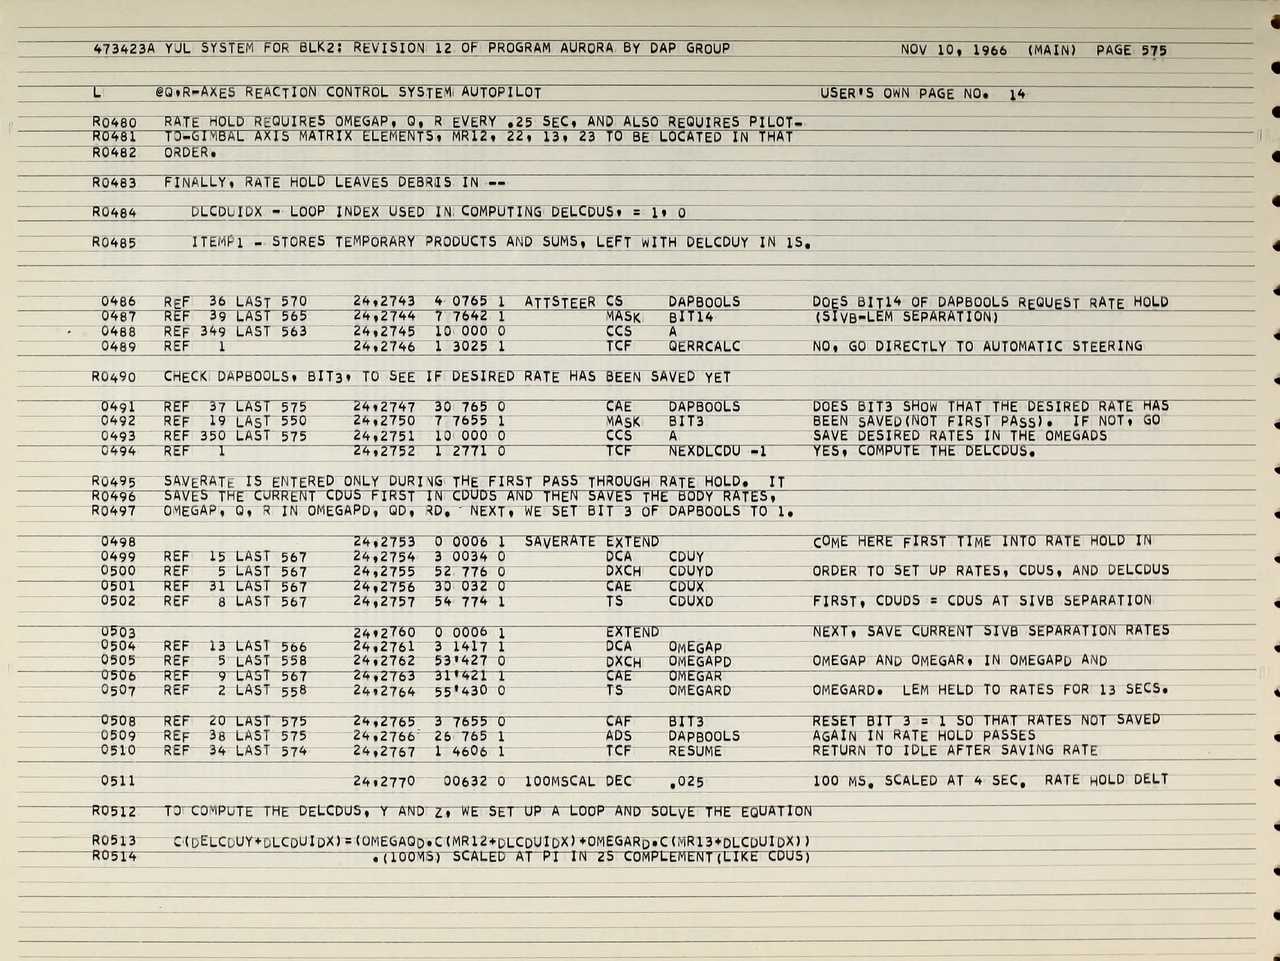 473423A YUL SYSTEM FOR BLK2: REVISION 12 OF PROGRAM AURORA BY DAP GROUP NOV 10, 1966 (MAIN) PAGE 575
L @Q,R-AXES REACTION CONTROL SYSTEM AUTOPILOT USER'S OWN PAGE NO. 14
R0480 RATE HOLD REQUIRES OMEGAP, Q, R EVERY .25 SEC, AND ALSO REQUIRES PILOT-
R0481 TO-GIMBAL AXIS MATRIX ELEMENTS, MR12, 22, 13, 23 TO BE LOCATED IN THAT
R0482 ORDER.
R0483 FINALLY, RATE HOLD LEAVES DEBRIS IN --
R0484 DLCDUIDX - LOOP INDEX USED IN COMPUTING DELCDUS, = 1, 0
R0485 ITEMP1 - STORES TEMPORARY PRODUCTS AND SUMS, LEFT WITH DELCDUY IN 1S.
0486 REF 36 LAST 570 24,2743 4 0765 1 ATTSTEER CS DAPBOOLS DOES BIT14 OF DAPBOOLS REQUEST RATE HOLD
0487 REF 39 LAST 565 24,2744 7 7642 1 MASK BIT14 (SIVB-LEM SEPARATION)
0488 REF 349 LAST 563 24,2745 10 000 0 CCS A
0489 REF 1 24,2746 1 3025 1 TCF QERRCALC NO, GO DIRECTLY TO AUTOMATIC STEERING
R0490 CHECK DAPBOOLS, BIT3, TO SEE IF DESIRED RATE HAS BEEN SAVED YET
0491 REF 37 LAST 575 24,2747 30 765 0 CAE DAPBOOLS DOES BIT3 SHOW THAT THE DESIRED RATE HAS
0492 REF 19 LAST 550 24,2750 7 7655 1 MASK BIT3 BEEN SAVED(NOT FIRST PASS). IF NOT, GO
0493 REF 350 LAST 575 24,2751 10 000 0 CCS A SAVE DESIRED RATES IN THE OMEGADS
0494 REF 1 24,2752 1 2771 0 TCF NEXDLCDU -1 YES, COMPUTE THE DELCDUS.
R0495 SAVERATE IS ENTERED ONLY DURING THE FIRST PASS THROUGH RATE HOLD. IT
R0496 SAVES THE CURRENT CDUS FIRST IN CDUDS AND THEN SAVES THE BODY RATES,
R0497 OMEGAP, Q, R IN OMEGAPD, QD, RD. NEXT, WE SET BIT 3 OF DAPBOOLS TO 1.
0498 24,2753 0 0006 1 SAVERATE EXTEND COME HERE FIRST TIME INTO RATE HOLD IN
0499 REF 15 LAST 567 24,2754 3 0034 0 DCA CDUY
0500 REF 5 LAST 567 24,2755 52 776 0 DXCH CDUYD ORDER TO SET UP RATES, CDUS, AND DELCDUS
0501 REF 31 LAST 567 24,2756 30 032 0 CAE CDUX
0502 REF 8 LAST 567 24,2757 54 774 1 TS CDUXD FIRST, CDUDS = CDUS AT SIVB SEPARATION
0503 24,2760 0 0006 1 EXTEND NEXT, SAVE CURRENT SIVB SEPARATION RATES
0504 REF 13 LAST 566 24,2761 3 1417 1 DCA OMEGAP
0505 REF 5 LAST 558 24,2762 53'427 0 DXCH OMEGAPD OMEGAP AND OMEGAR, IN OMEGAPD AND
0506 REF 9 LAST 567 24,2763 31'421 1 CAE OMEGAR
0507 REF 2 LAST 558 24,2764 55'430 0 TS OMEGARD OMEGARD. LEM HELD TO RATES FOR 13 SECS.
0508 REF 20 LAST 575 24,2765 3 7655 0 CAF BIT3 RESET BIT 3 = 1 SO THAT RATES NOT SAVED
0509 REF 38 LAST 575 24,2766 26 765 1 ADS DAPBOOLS AGAIN IN RATE HOLD PASSES
0510 REF 34 LAST 574 24,2767 1 4606 1 TCF RESUME RETURN TO IDLE AFTER SAVING RATE
0511 24,2770 00632 0 100MSCAL DEC .025 100 MS. SCALED AT 4 SEC. RATE HOLD DELT
R0512 TO COMPUTE THE DELCDUS, Y AND Z, WE SET UP A LOOP AND SOLVE THE EQUATION
R0513 C(DELCDUY+DLCDUIDX)=(OMEGAQD.C(MR12+DLCDUIDX)+OMEGARD.C(MR13+DLCDUIDX))
R0514 .(100MS) SCALED AT PI IN 2S COMPLEMENT(LIKE CDUS)